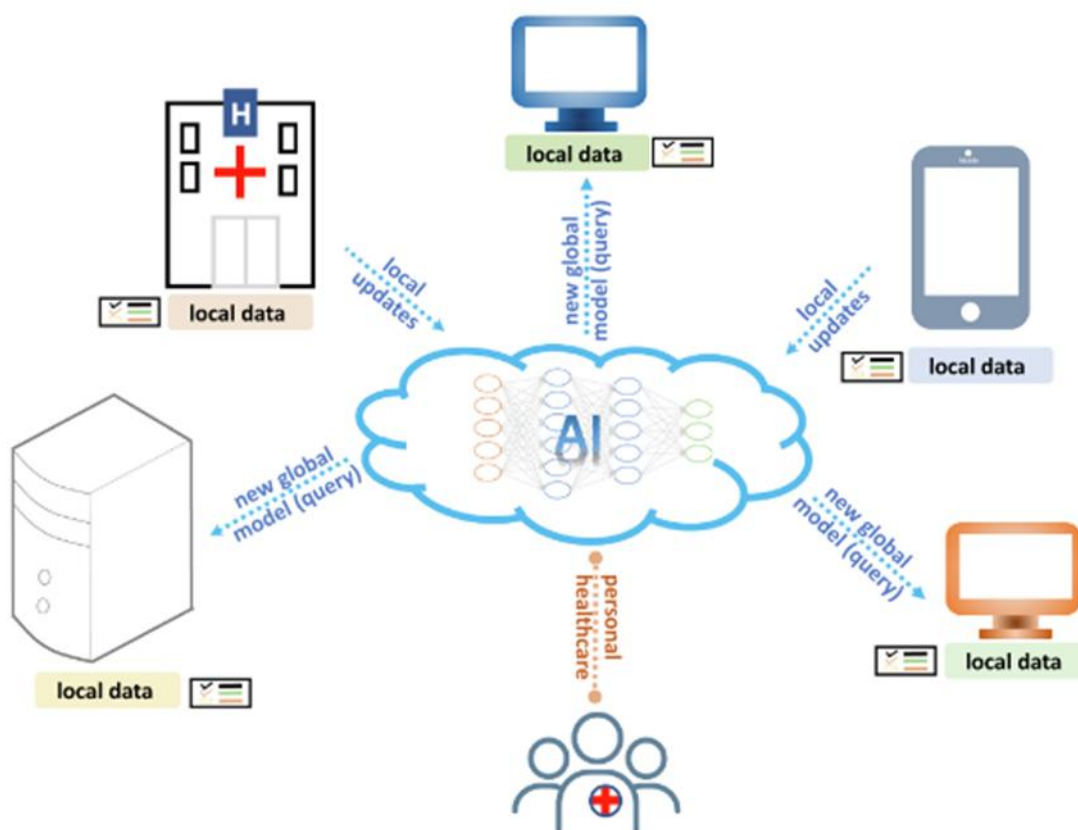 H
local data
local data
local
updates
new global
model (query)
local
updates
local data
AI
new global
model (query)
new global
model (query)
local data
local data
personal
healthcare